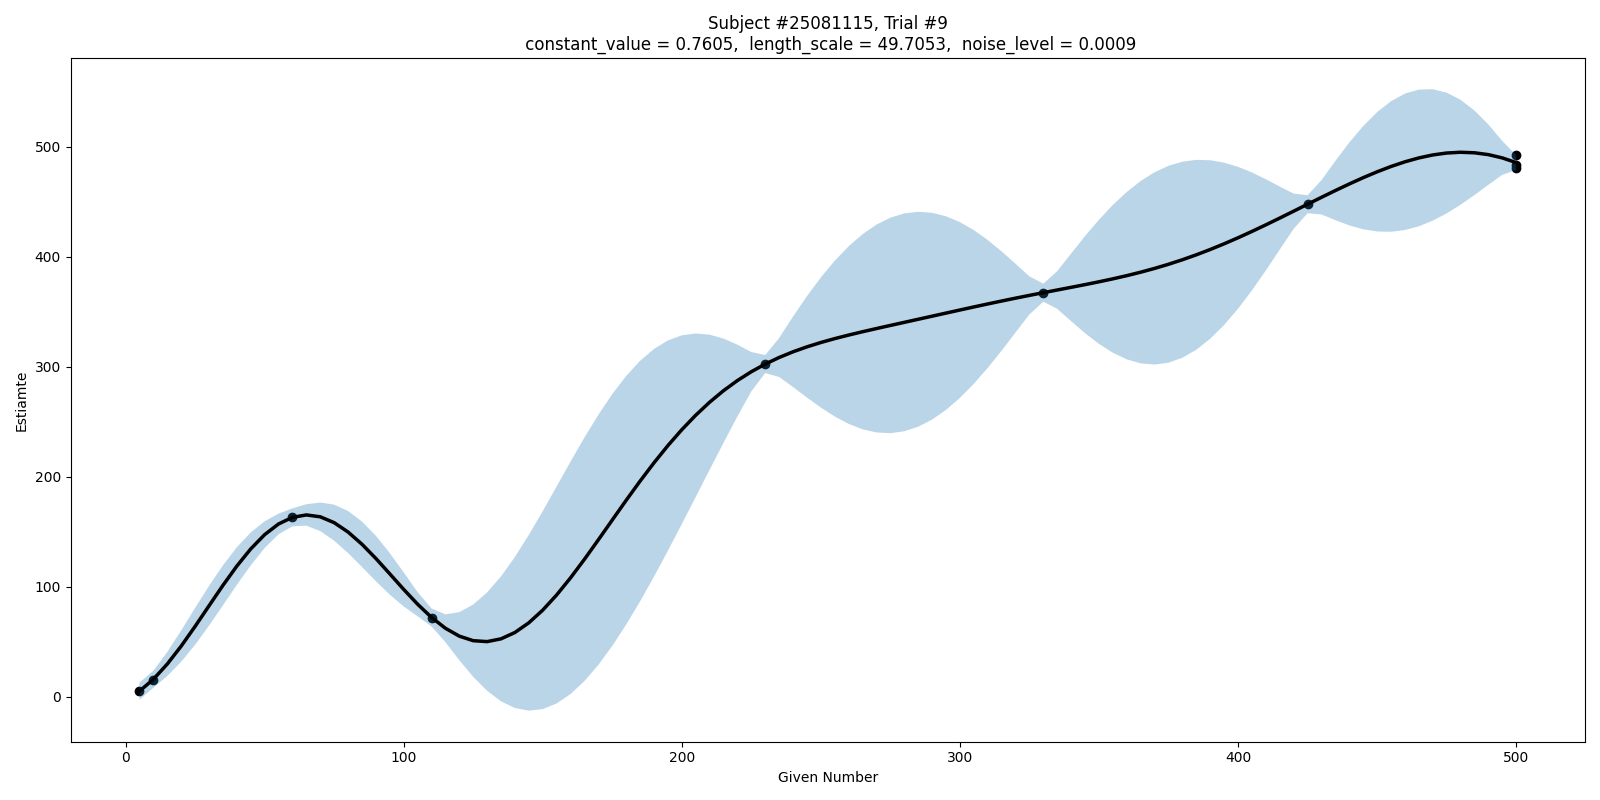 Subject #25081115, Trial #9
constant_value = 0.7605,  length_scale = 49.7053,  noise_level = 0.0009
Estiamte
500
400
300
200
100
0
0 100 200 300 400 500
Given Number